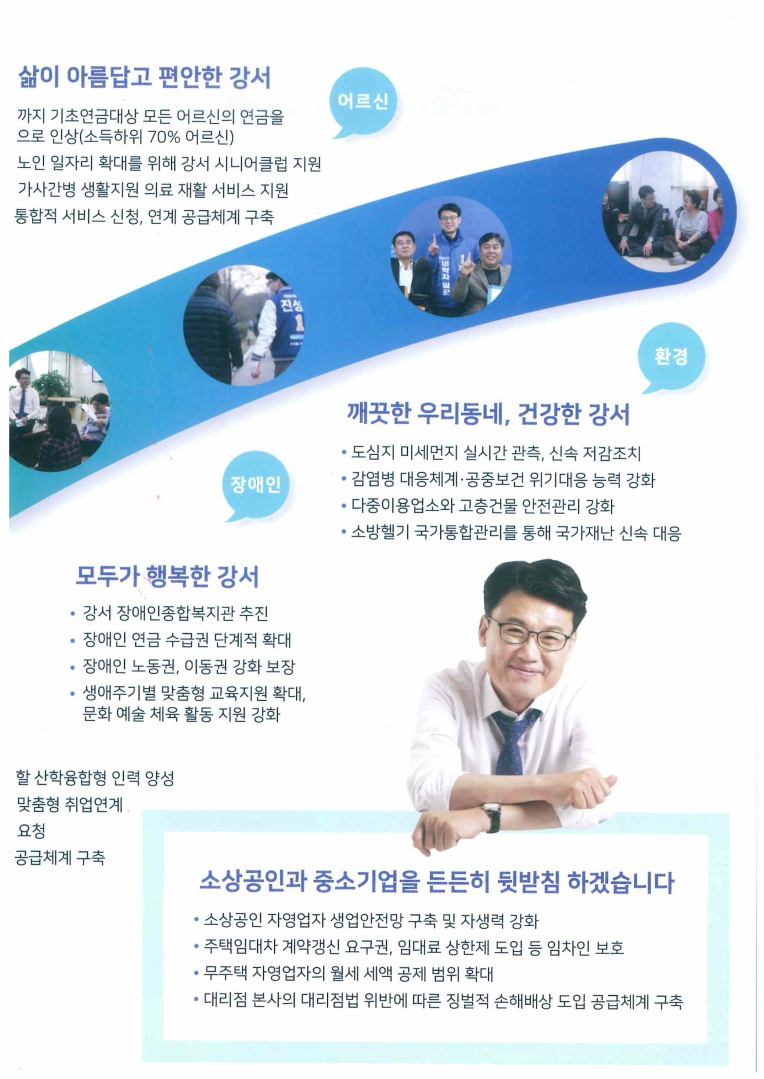 삶이 아름답고 편안한 강서
어르신
까지 기초연금대상 모든 어르신의 연금을
으로 인상(소득하위 70% 어르신)
노인 일자리 확대를 위해 강서 시니어클럽 지원
가사간병 생활지원 의료 재활 서비스 지원
통합적 서비스 신청, 연계 공급체계 구축
진성
1
환경
깨끗한 우리동네, 건강한 강서
• 도심지 미세먼지 실시간 관측, 신속 저감조치
• 감염병 대응체계·공중보건 위기대응 능력 강화
• 다중이용업소와 고층건물 안전관리 강화
• 소방헬기 국가통합관리를 통해 국가재난 신속 대응
장애인
모두가 행복한 강서
• 강서 장애인종합복지관 추진
• 장애인 연금 수급권 단계적 확대
• 장애인 노동권, 이동권 강화 보장
• 생애주기별 맞춤형 교육지원 확대,
문화 예술 체육 활동 지원 강화
할 산학융합형 인력 양성
맞춤형 취업연계
요청
공급체계 구축
소상공인과 중소기업을 든든히 뒷받침 하겠습니다
• 소상공인 자영업자 생업안전망 구축 및 자생력 강화
• 주택임대차 계약갱신 요구권, 임대료 상한제 도입 등 임차인 보호
• 무주택 자영업자의 월세 세액 공제 범위 확대
• 대리점 본사의 대리점법 위반에 따른 징벌적 손해배상 도입 공급체계 구축